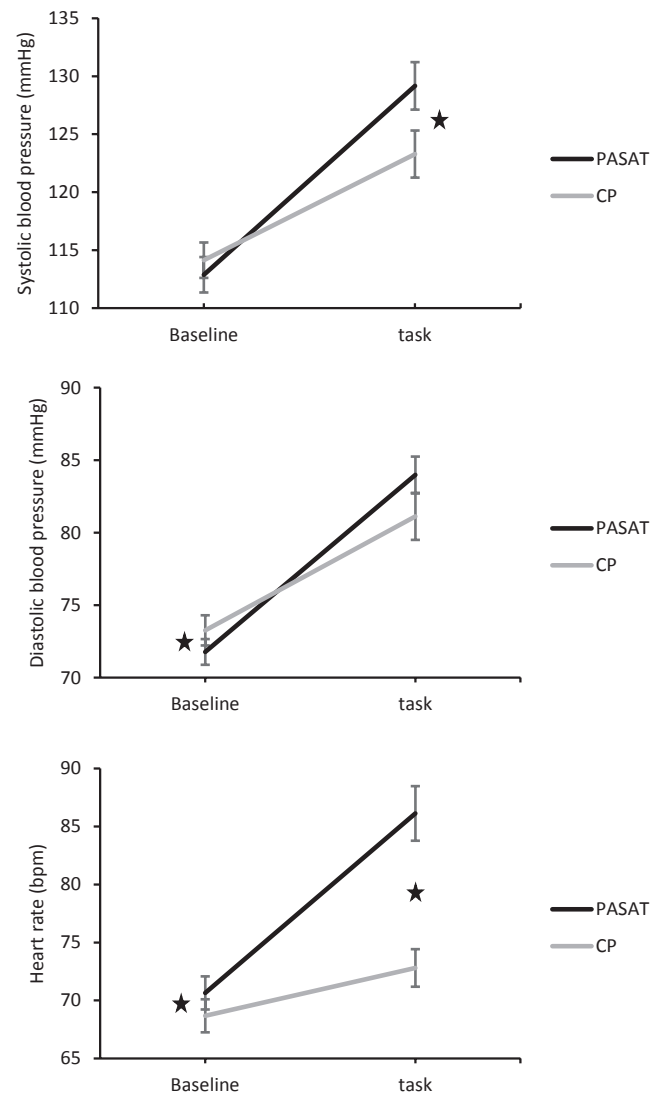 135
130
125
120
115
110
Systolic blood pressure (mmHg)
Baseline
task
PASAT
CP
90
85
80
75
70
Diastolic blood pressure (mmHg)
Baseline
task
PASAT
CP
90
85
80
75
70
65
Heart rate (bpm)
Baseline
task
PASAT
CP